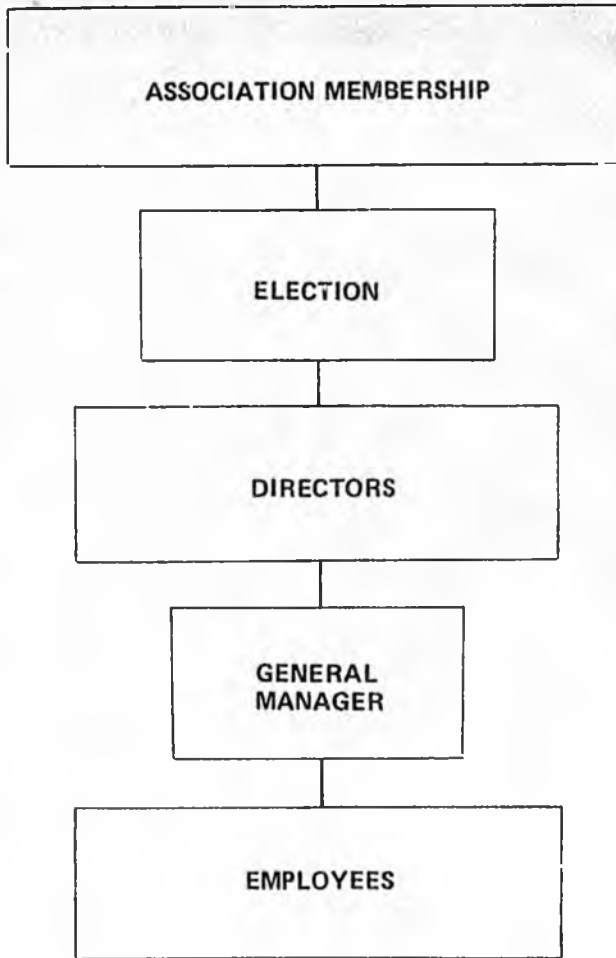 ASSOCIATION MEMBERSHIP
ELECTION
DIRECTORS
GENERAL
MANAGER
EMPLOYEES